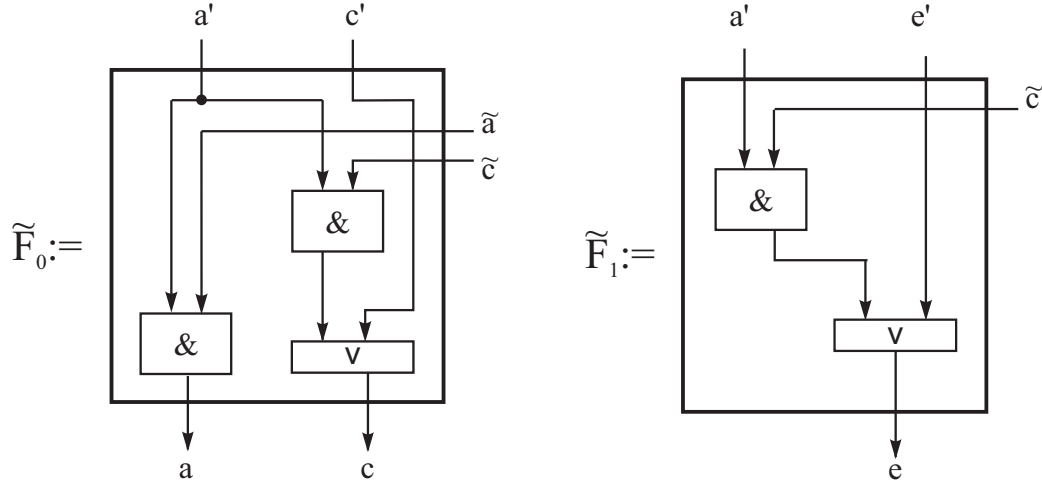 a' c' a' e'
c̃
ã
c̃
& &
F̃₀:= F̃₁:=
& v v
a c e